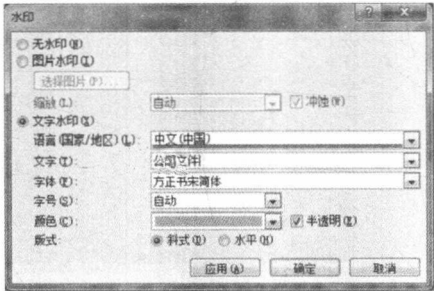 水印
无水印(N)
图片水印(I)
选择图片(P)...
缩放(L): 自动 冲蚀(W)
文字水印(X)
语言(国家/地区)(L): 中文(中国)
文字(T): 公司文件
字体(F): 方正书宋简体
字号(S): 自动
颜色(C): 半透明(E)
版式: 斜式(D) 水平(H)
应用(A) 确定 取消